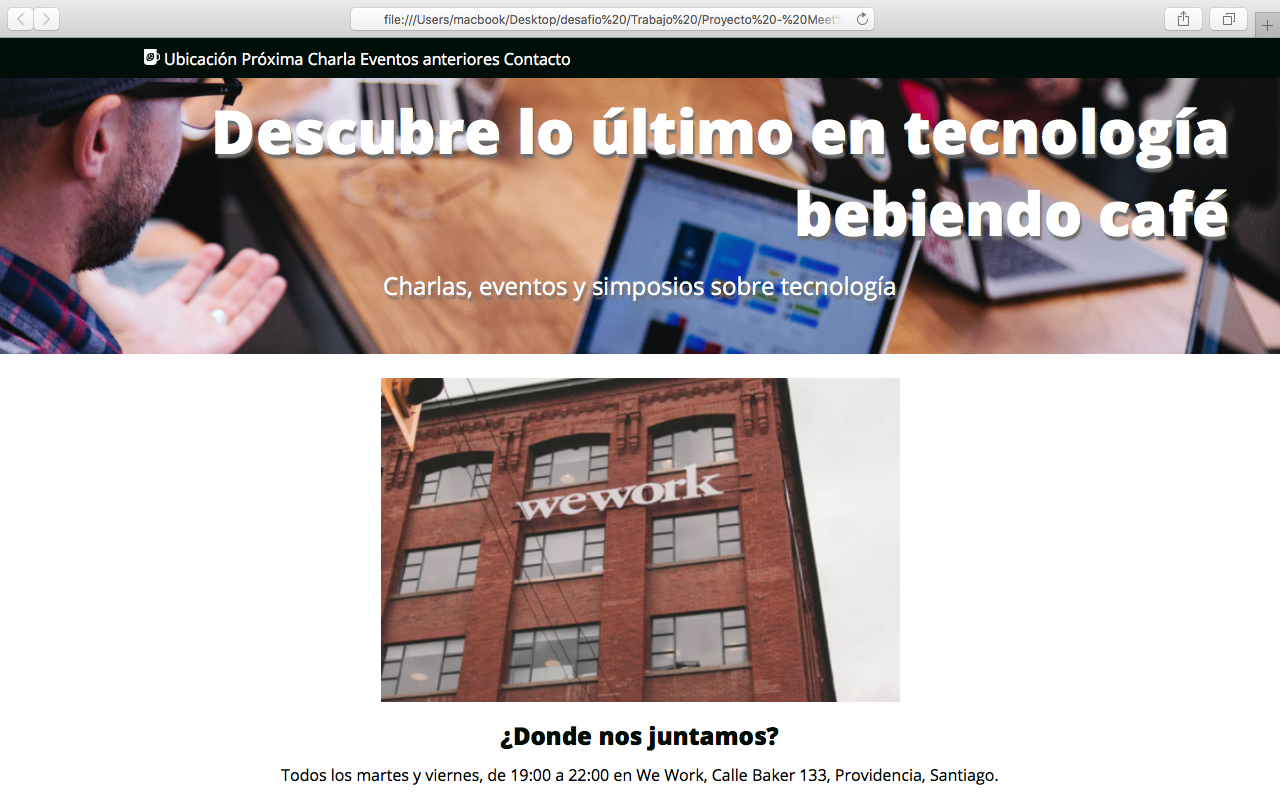 file:///Users/macbook/Desktop/desafio%20/Trabajo%20/Proyecto%20-%20Meet%
Ubicación Próxima Charla Eventos anteriores Contacto
Descubre lo último en tecnología
bebiendo café
Charlas, eventos y simposios sobre tecnología
wework
¿Donde nos juntamos?
Todos los martes y viernes, de 19:00 a 22:00 en We Work, Calle Baker 133, Providencia, Santiago.